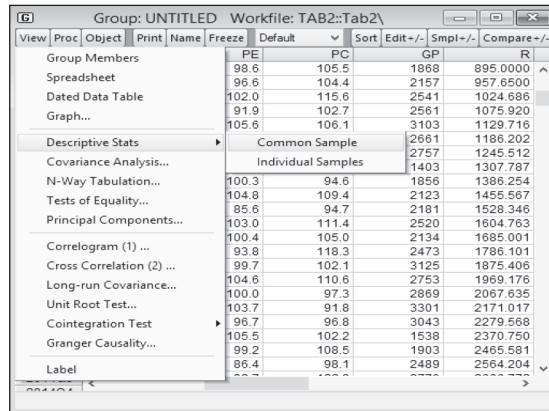 G Group: UNTITLED Workfile: TAB2::Tab2\
View Proc Object Print Name Freeze Default Sort Edit+/- Smpl+/- Compare+/-
PE PC GP R
Group Members
Spreadsheet
Dated Data Table
Graph...
Descriptive Stats
Common Sample
Individual Samples
Covariance Analysis...
N-Way Tabulation...
Tests of Equality...
Principal Components...
Correlogram (1) ...
Cross Correlation (2) ...
Long-run Covariance...
Unit Root Test...
Cointegration Test
Granger Causality...
Label
98.6 105.5 1868 895.0000
96.6 104.4 2157 957.6500
102.0 115.6 2541 1024.686
91.9 102.7 2561 1075.920
105.6 106.1 3103 1129.716
2661 1186.202
2757 1245.512
1403 1307.787
100.3 94.6 1856 1386.254
104.8 109.4 2123 1455.567
85.6 94.7 2181 1528.346
103.0 111.4 2520 1604.763
100.4 105.0 2134 1685.001
93.8 118.3 2473 1786.101
99.7 102.1 3125 1875.406
104.6 110.6 2753 1969.176
100.0 97.3 2869 2067.635
103.7 91.8 3301 2171.017
96.7 96.8 3043 2279.568
105.5 102.2 1538 2370.750
99.2 108.5 1903 2465.581
86.4 98.1 2489 2564.204